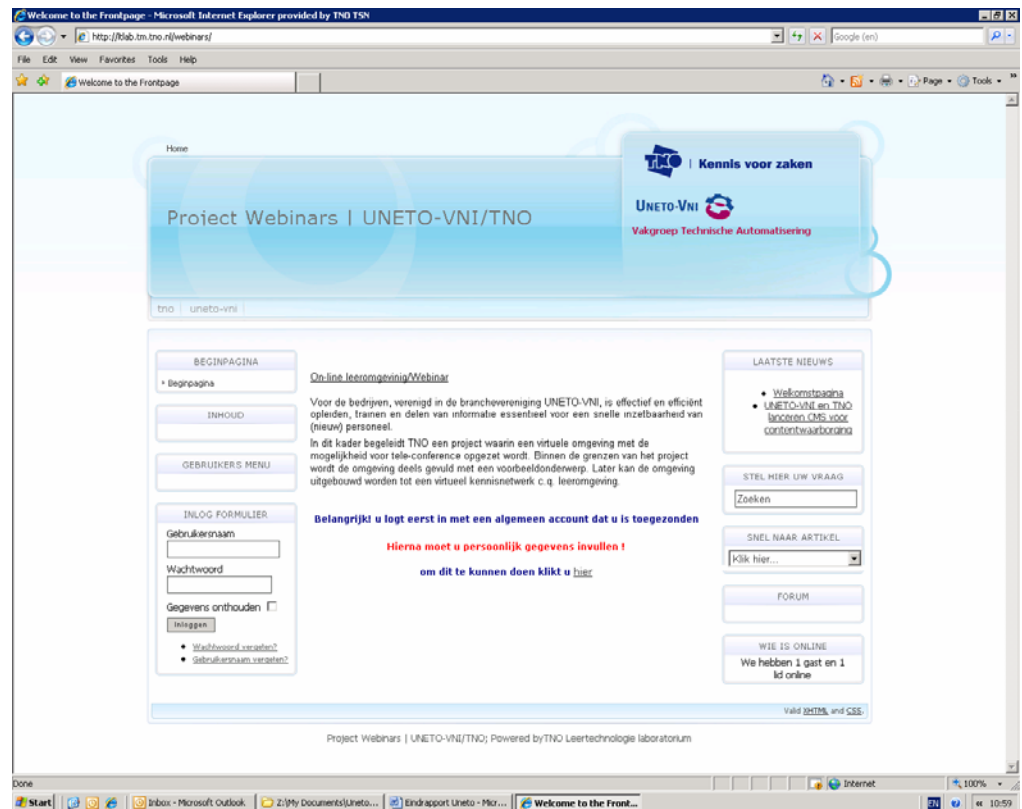 Welcome to the Frontpage - Microsoft Internet Explorer provided by TNO TSN
http://ltlab.tm.tno.nl/webinars/
Google (en)
File Edit View Favorites Tools Help
Welcome to the Frontpage
Page Tools
Home
TNO | Kennis voor zaken
UNETO-VNI
Vakgroep Technische Automatisering
Project Webinars | UNETO-VNI/TNO
tno uneto-vni
BEGINPAGINA
Beginpagina
INHOUD
GEBRUIKERS MENU
INLOG FORMULIER
Gebruikersnaam
Wachtwoord
Gegevens onthouden
Inloggen
Wachtwoord vergeten?
Gebruikersnaam vergeten?
On-line leeromgevinig/Webinar
Voor de bedrijven, verenigd in de branchevereniging UNETO-VNI, is effectief en efficiënt
opleiden, trainen en delen van informatie essentieel voor een snelle inzetbaarheid van
(nieuw) personeel.
In dit kader begeleidt TNO een project waarin een virtuele omgeving met de
mogelijkheid voor tele-conference opgezet wordt. Binnen de grenzen van het project
wordt de omgeving deels gevuld met een voorbeeldonderwerp. Later kan de omgeving
uitgebouwd worden tot een virtueel kennisnetwerk c.q. leeromgeving.
Belangrijk! u logt eerst in met een algemeen account dat u is toegezonden
Hierna moet u persoonlijk gegevens invullen !
om dit te kunnen doen klikt u hier
LAATSTE NIEUWS
Welkomstpagina
UNETO-VNI en TNO
lanceren CMS voor
contentwaarborging
STEL HIER UW VRAAG
Zoeken
SNEL NAAR ARTIKEL
Klik hier...
FORUM
WIE IS ONLINE
We hebben 1 gast en 1
lid online
Valid XHTML and CSS.
Project Webinars | UNETO-VNI/TNO; Powered byTNO Leertechnologie laboratorium
Done
Internet
100%
Start
Inbox - Microsoft Outlook
Z:\My Documents\Uneto...
Eindrapport Uneto - Micr...
Welcome to the Front...
EN
10:59